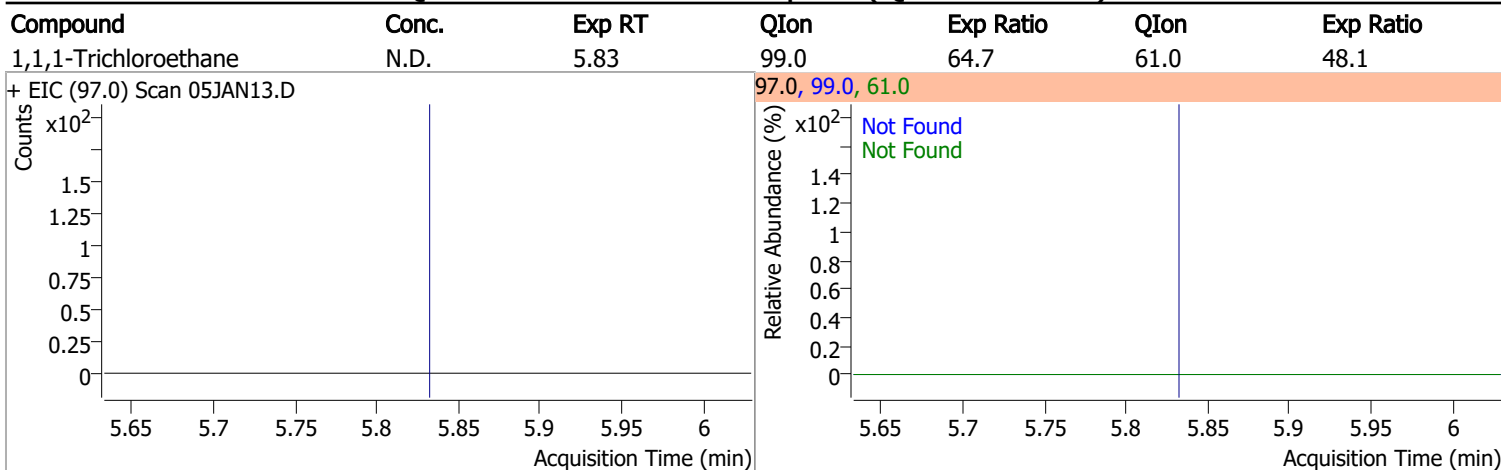 Compound Conc. Exp RT QIon Exp Ratio QIon Exp Ratio
1,1,1-Trichloroethane N.D. 5.83 99.0 64.7 61.0 48.1
+ EIC (97.0) Scan 05JAN13.D
Counts
x10²
1.5
1.25
1
0.75
0.5
0.25
0
5.65 5.7 5.75 5.8 5.85 5.9 5.95 6
Acquisition Time (min)
97.0, 99.0, 61.0
Relative Abundance (%)
x10²
Not Found
Not Found
1.4
1.2
1
0.8
0.6
0.4
0.2
0
5.65 5.7 5.75 5.8 5.85 5.9 5.95 6
Acquisition Time (min)